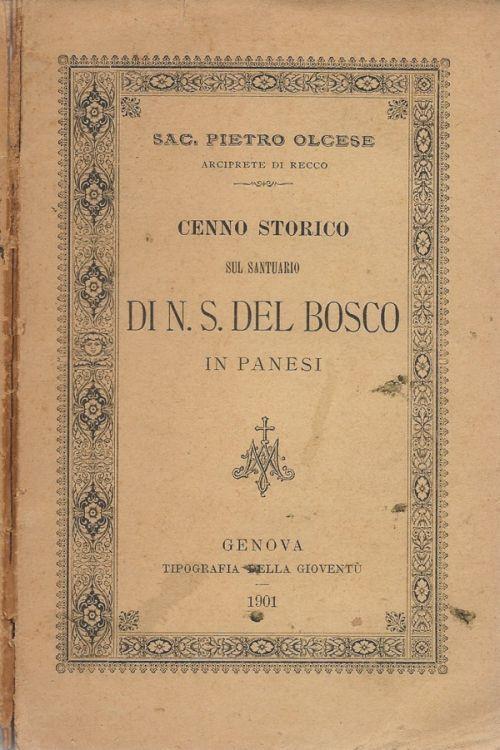 SAC. PIETRO OLCESE
ARCIPRETE DI RECCO
CENNO STORICO
SUL SANTUARIO
DI N. S. DEL BOSCO
IN PANESI
GENOVA
TIPOGRAFIA DELLA GIOVENTÙ
1901